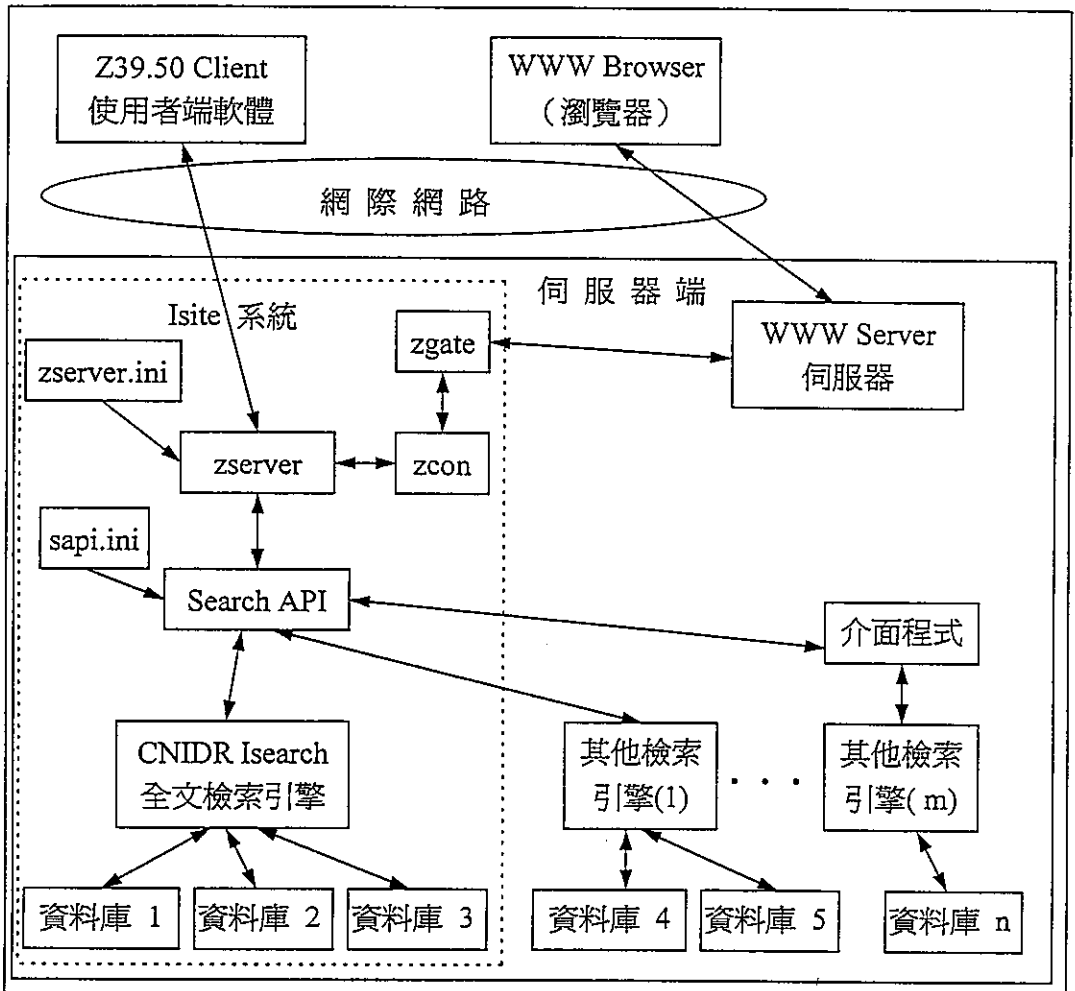 Z39.50 Client
使用者端軟體
WWW Browser
（瀏覽器）
網際網路
伺服器端
Isite 系統
WWW Server
伺服器
zgate
zserver.ini
zserver
zcon
sapi.ini
Search API
介面程式
CNIDR Isearch
全文檢索引擎
其他檢索
引擎(1)
. . . .
其他檢索
引擎( m)
資料庫 1
資料庫 2
資料庫 3
資料庫 4
資料庫 5
資料庫 n